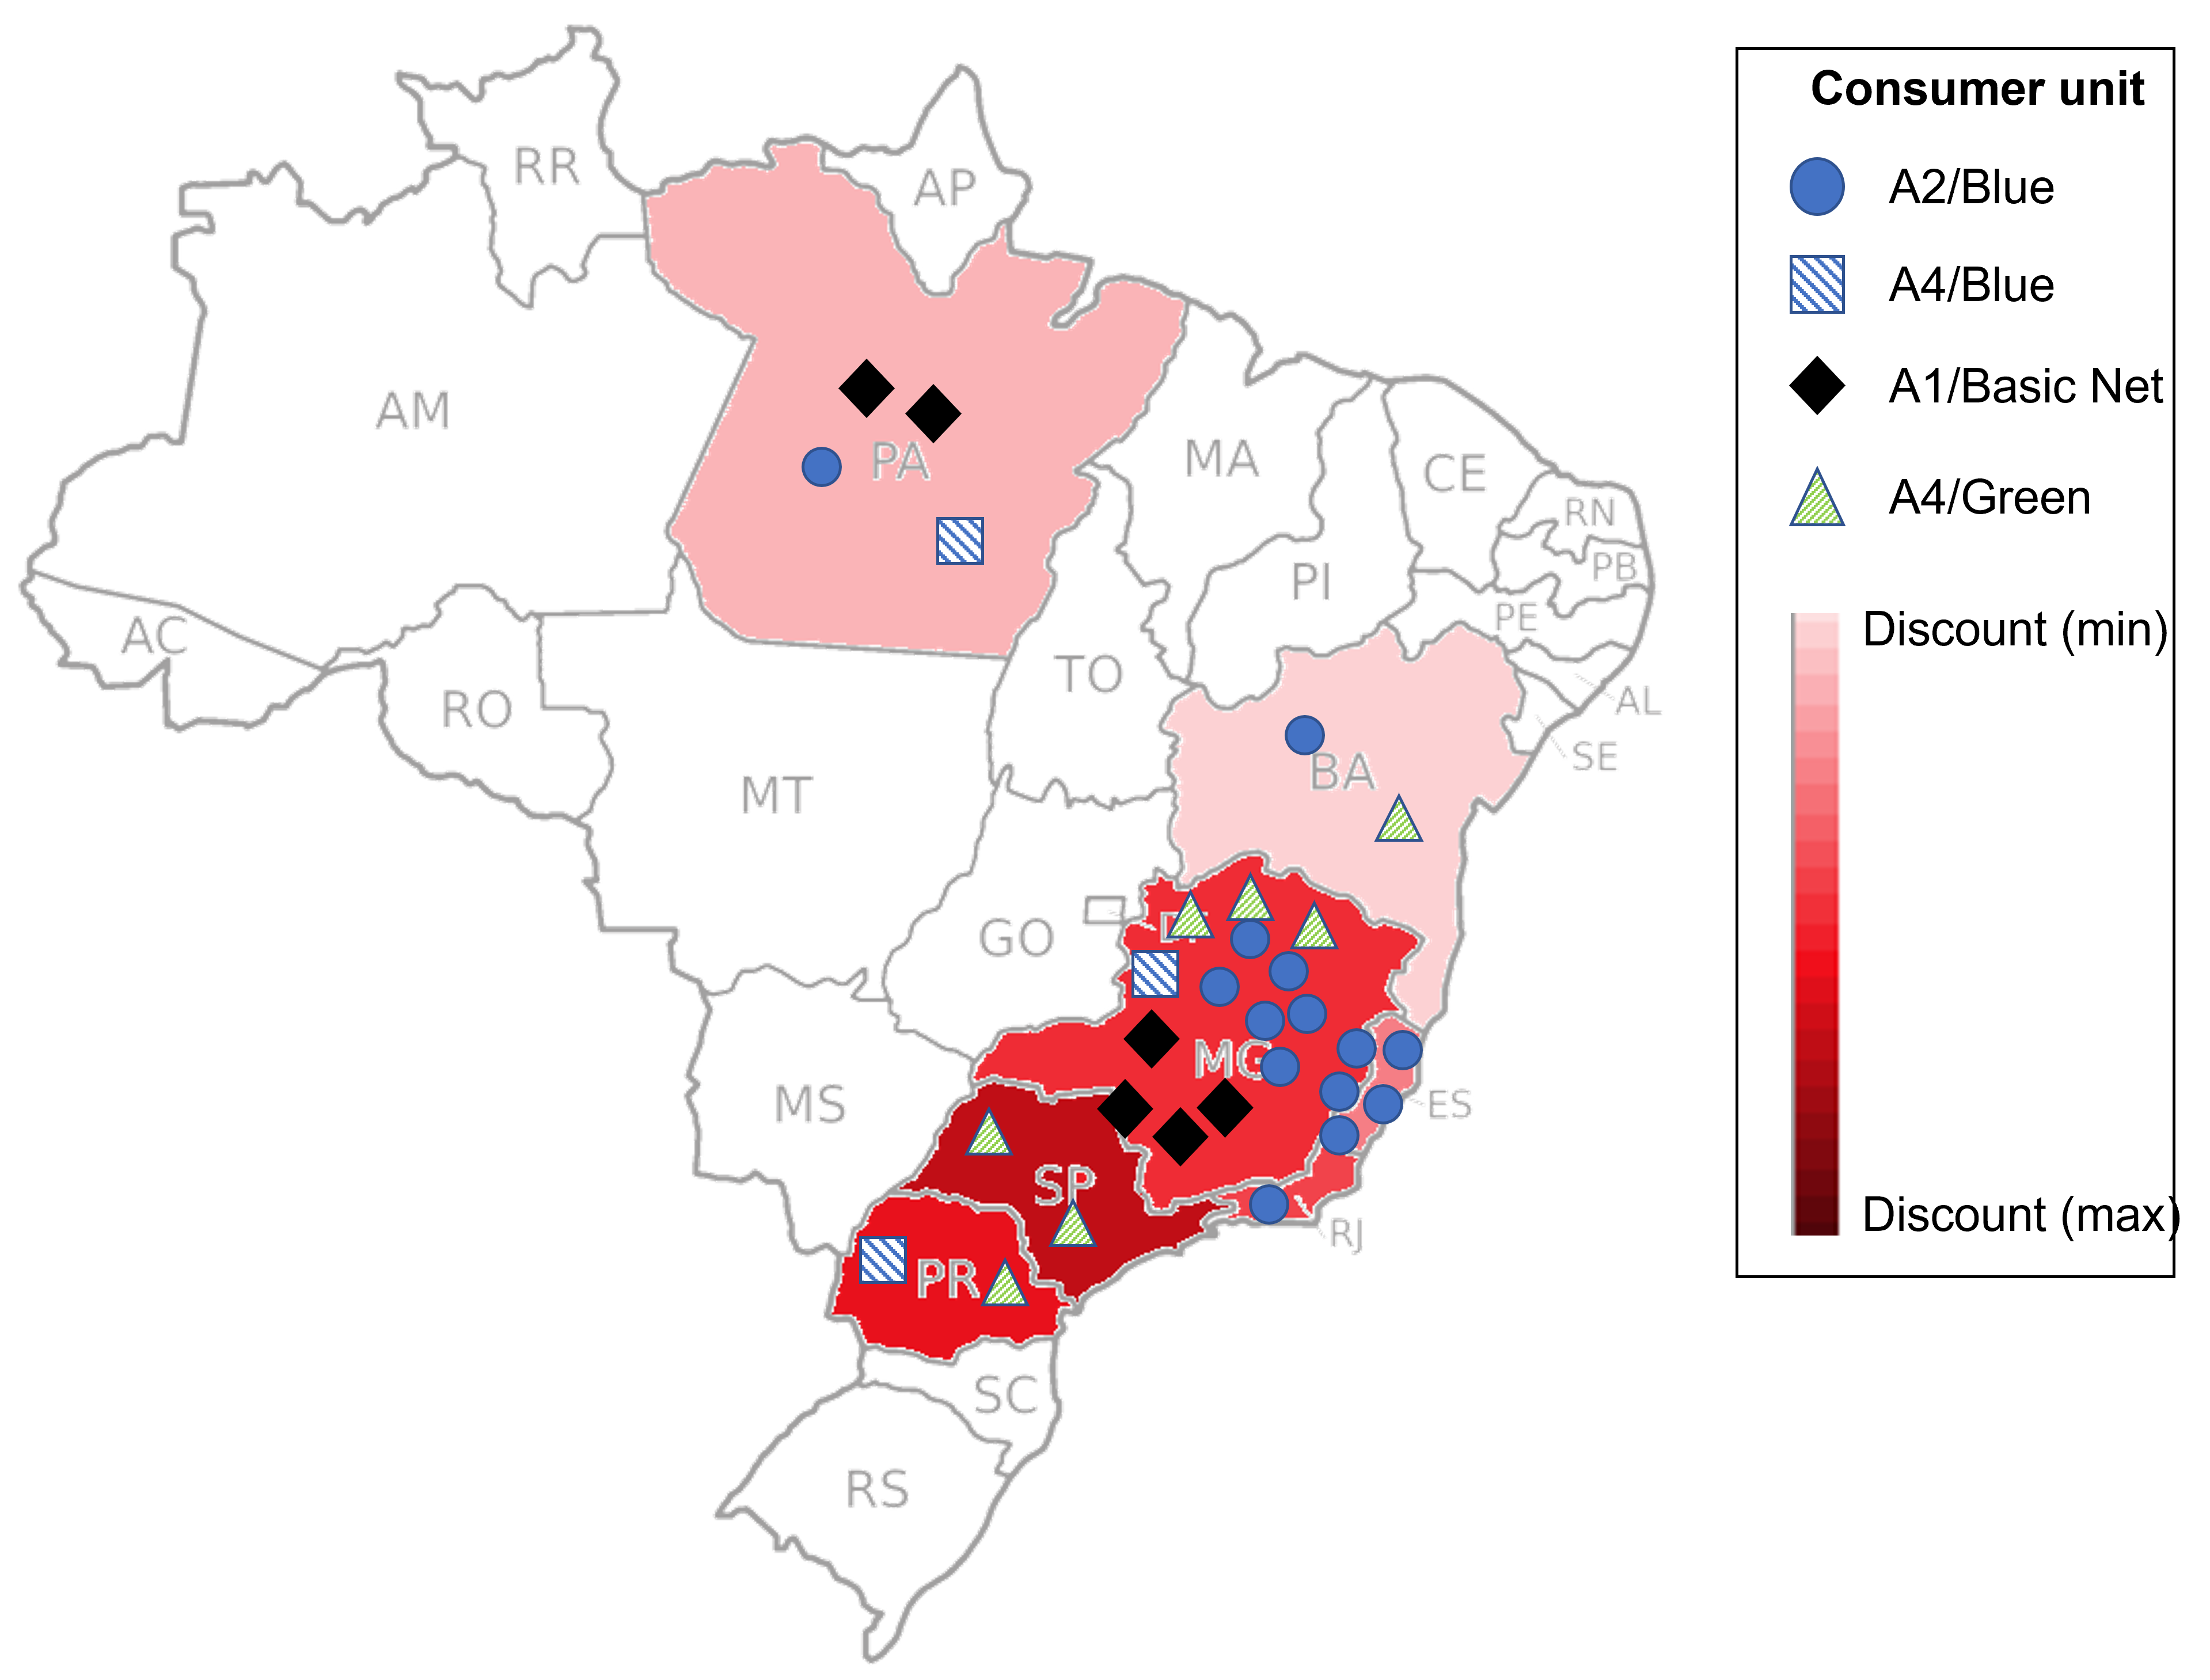 Consumer unit
A2/Blue
A4/Blue
A1/Basic Net
A4/Green
Discount (min)
Discount (max)
RR
AP
AM
PA
MA
CE
RN
PB
PI
PE
AC
TO
AL
RO
SE
BA
MT
GO
MG
MS
ES
SP
RJ
PR
SC
RS